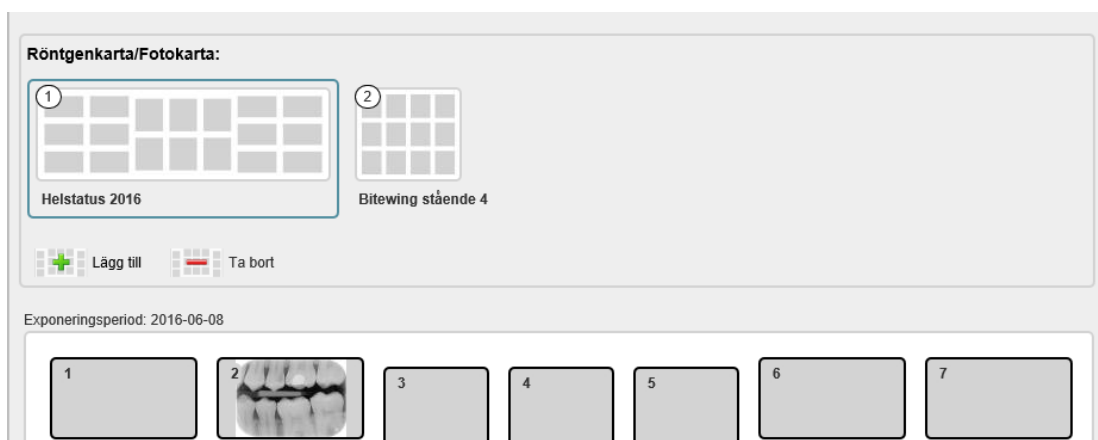 Röntgenkarta/Fotokarta:
1
2
Helstatus 2016
Bitewing stående 4
Lägg till
Ta bort
Exponeringsperiod: 2016-06-08
1
2
3
4
5
6
7